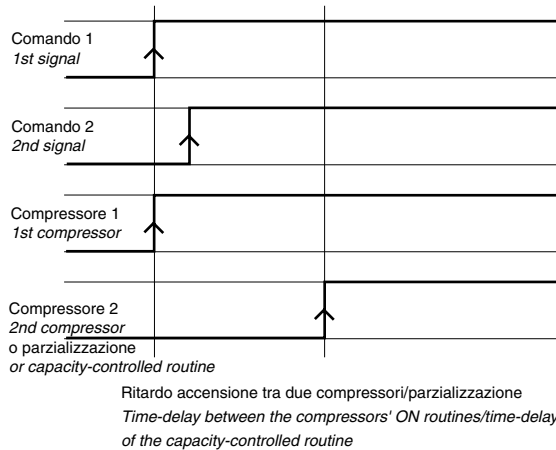 Comando 1
1st signal
Comando 2
2nd signal
Compressore 1
1st compressor
Compressore 2
2nd compressor
o parzializzazione
or capacity-controlled routine
Ritardo accensione tra due compressori/parzializzazione
Time-delay between the compressors' ON routines/time-delay
of the capacity-controlled routine